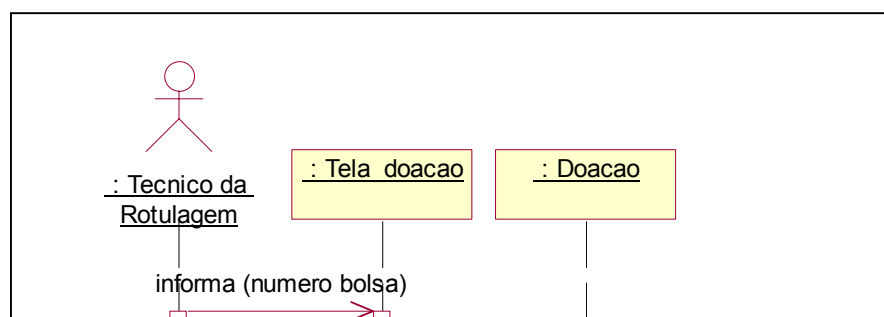 : Tecnico da
Rotulagem
: Tela_doacao
: Doacao
informa (numero bolsa)